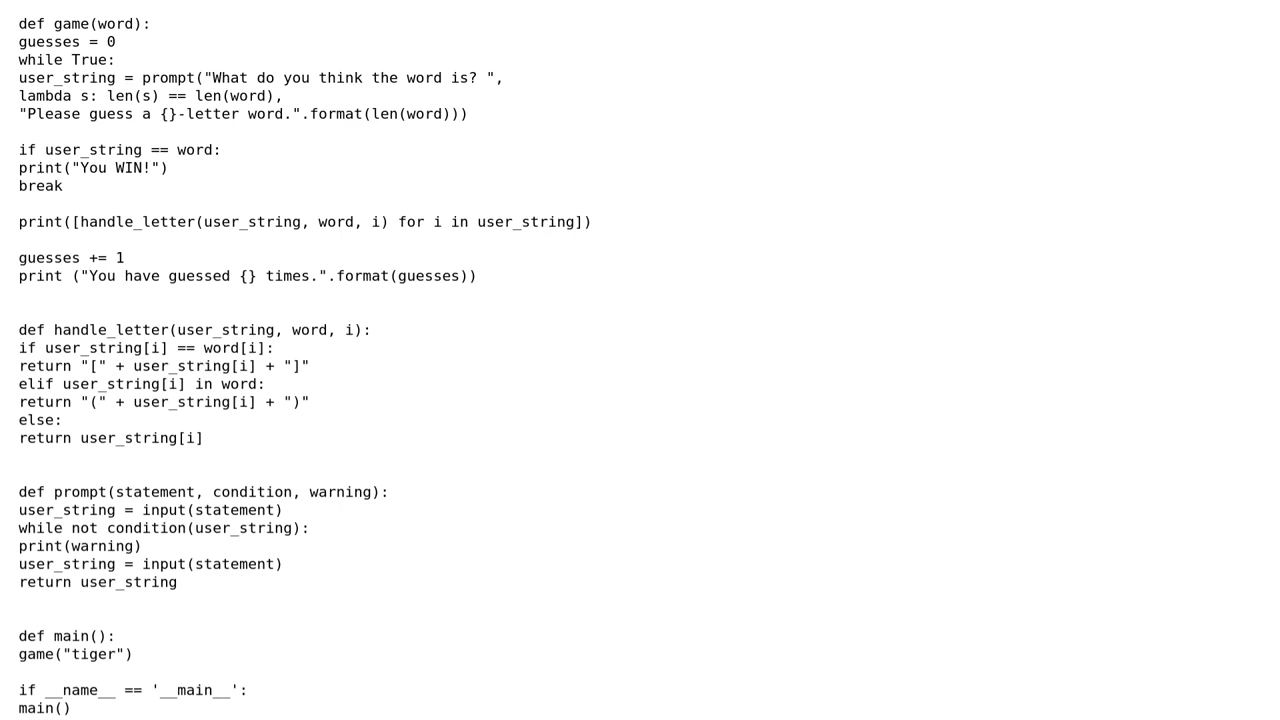 def game(word):
guesses = 0
while True:
user_string = prompt("What do you think the word is? ",
lambda s: len(s) == len(word),
"Please guess a {}-letter word.".format(len(word)))
if user_string == word:
print("You WIN!")
break
print([handle_letter(user_string, word, i) for i in user_string])
guesses += 1
print ("You have guessed {} times.".format(guesses))
def handle_letter(user_string, word, i):
if user_string[i] == word[i]:
return "[" + user_string[i] + "]"
elif user_string[i] in word:
return "(" + user_string[i] + ")"
else:
return user_string[i]
def prompt(statement, condition, warning):
user_string = input(statement)
while not condition(user_string):
print(warning)
user_string = input(statement)
return user_string
def main():
game("tiger")
if __name__ == '__main__':
main()